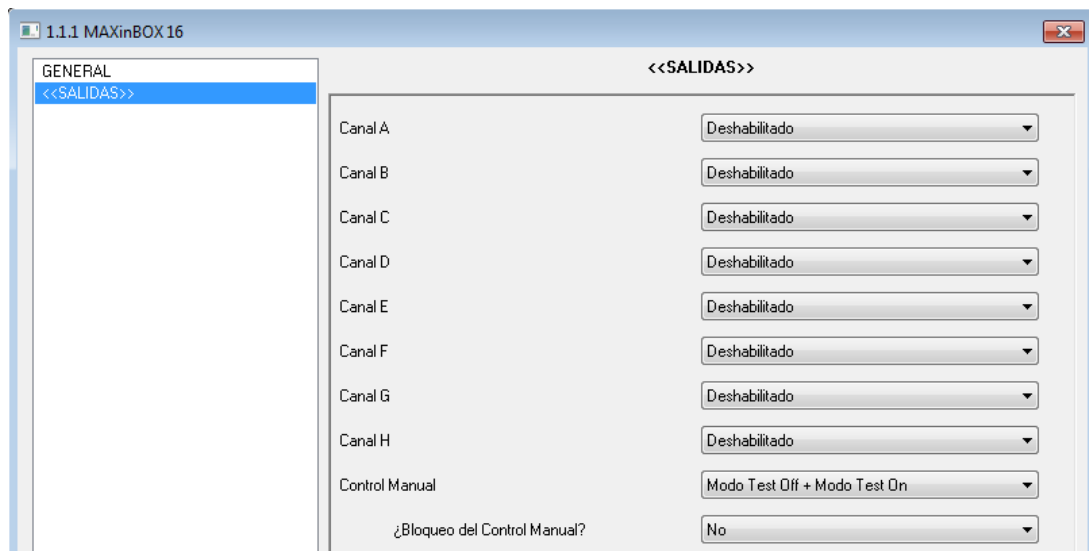 1.1.1 MAXinBOX 16
GENERAL
<<SALIDAS>>
<<SALIDAS>>
Canal A Deshabilitado
Canal B Deshabilitado
Canal C Deshabilitado
Canal D Deshabilitado
Canal E Deshabilitado
Canal F Deshabilitado
Canal G Deshabilitado
Canal H Deshabilitado
Control Manual Modo Test Off + Modo Test On
¿Bloqueo del Control Manual? No